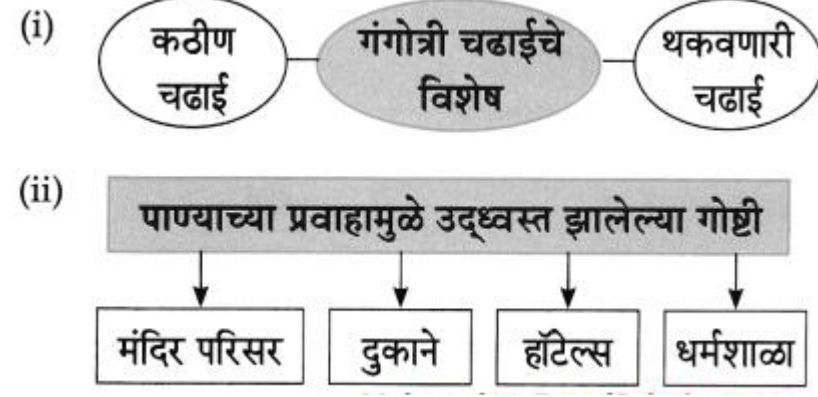 (i)
कठीण चढाई
गंगोत्री चढाईचे विशेष
थकवणारी चढाई
(ii)
पाण्याच्या प्रवाहामुळे उद्ध्वस्त झालेल्या गोष्टी
मंदिर परिसर
दुकाने
हॉटेल्स
धर्मशाळा